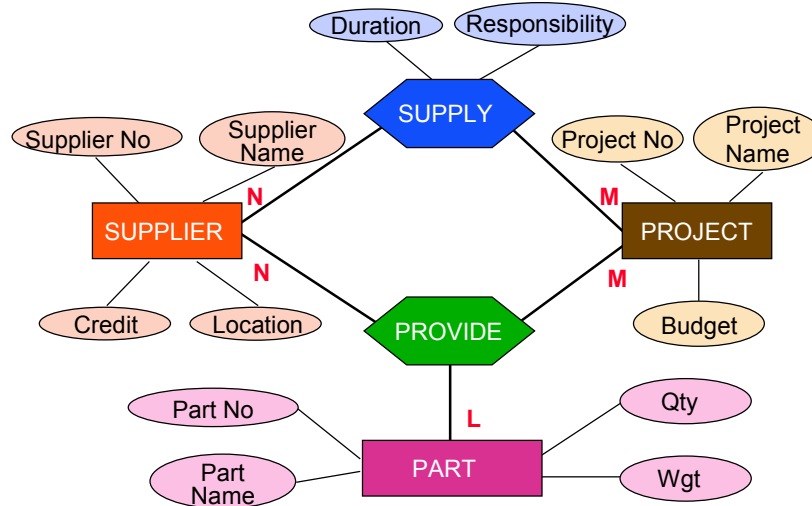 Duration
Responsibility
SUPPLY
Supplier No
Supplier
Name
Project No
Project
Name
N
M
SUPPLIER
PROJECT
N
M
Credit
Location
PROVIDE
Budget
Part No
L
Qty
Part
Name
PART
Wgt